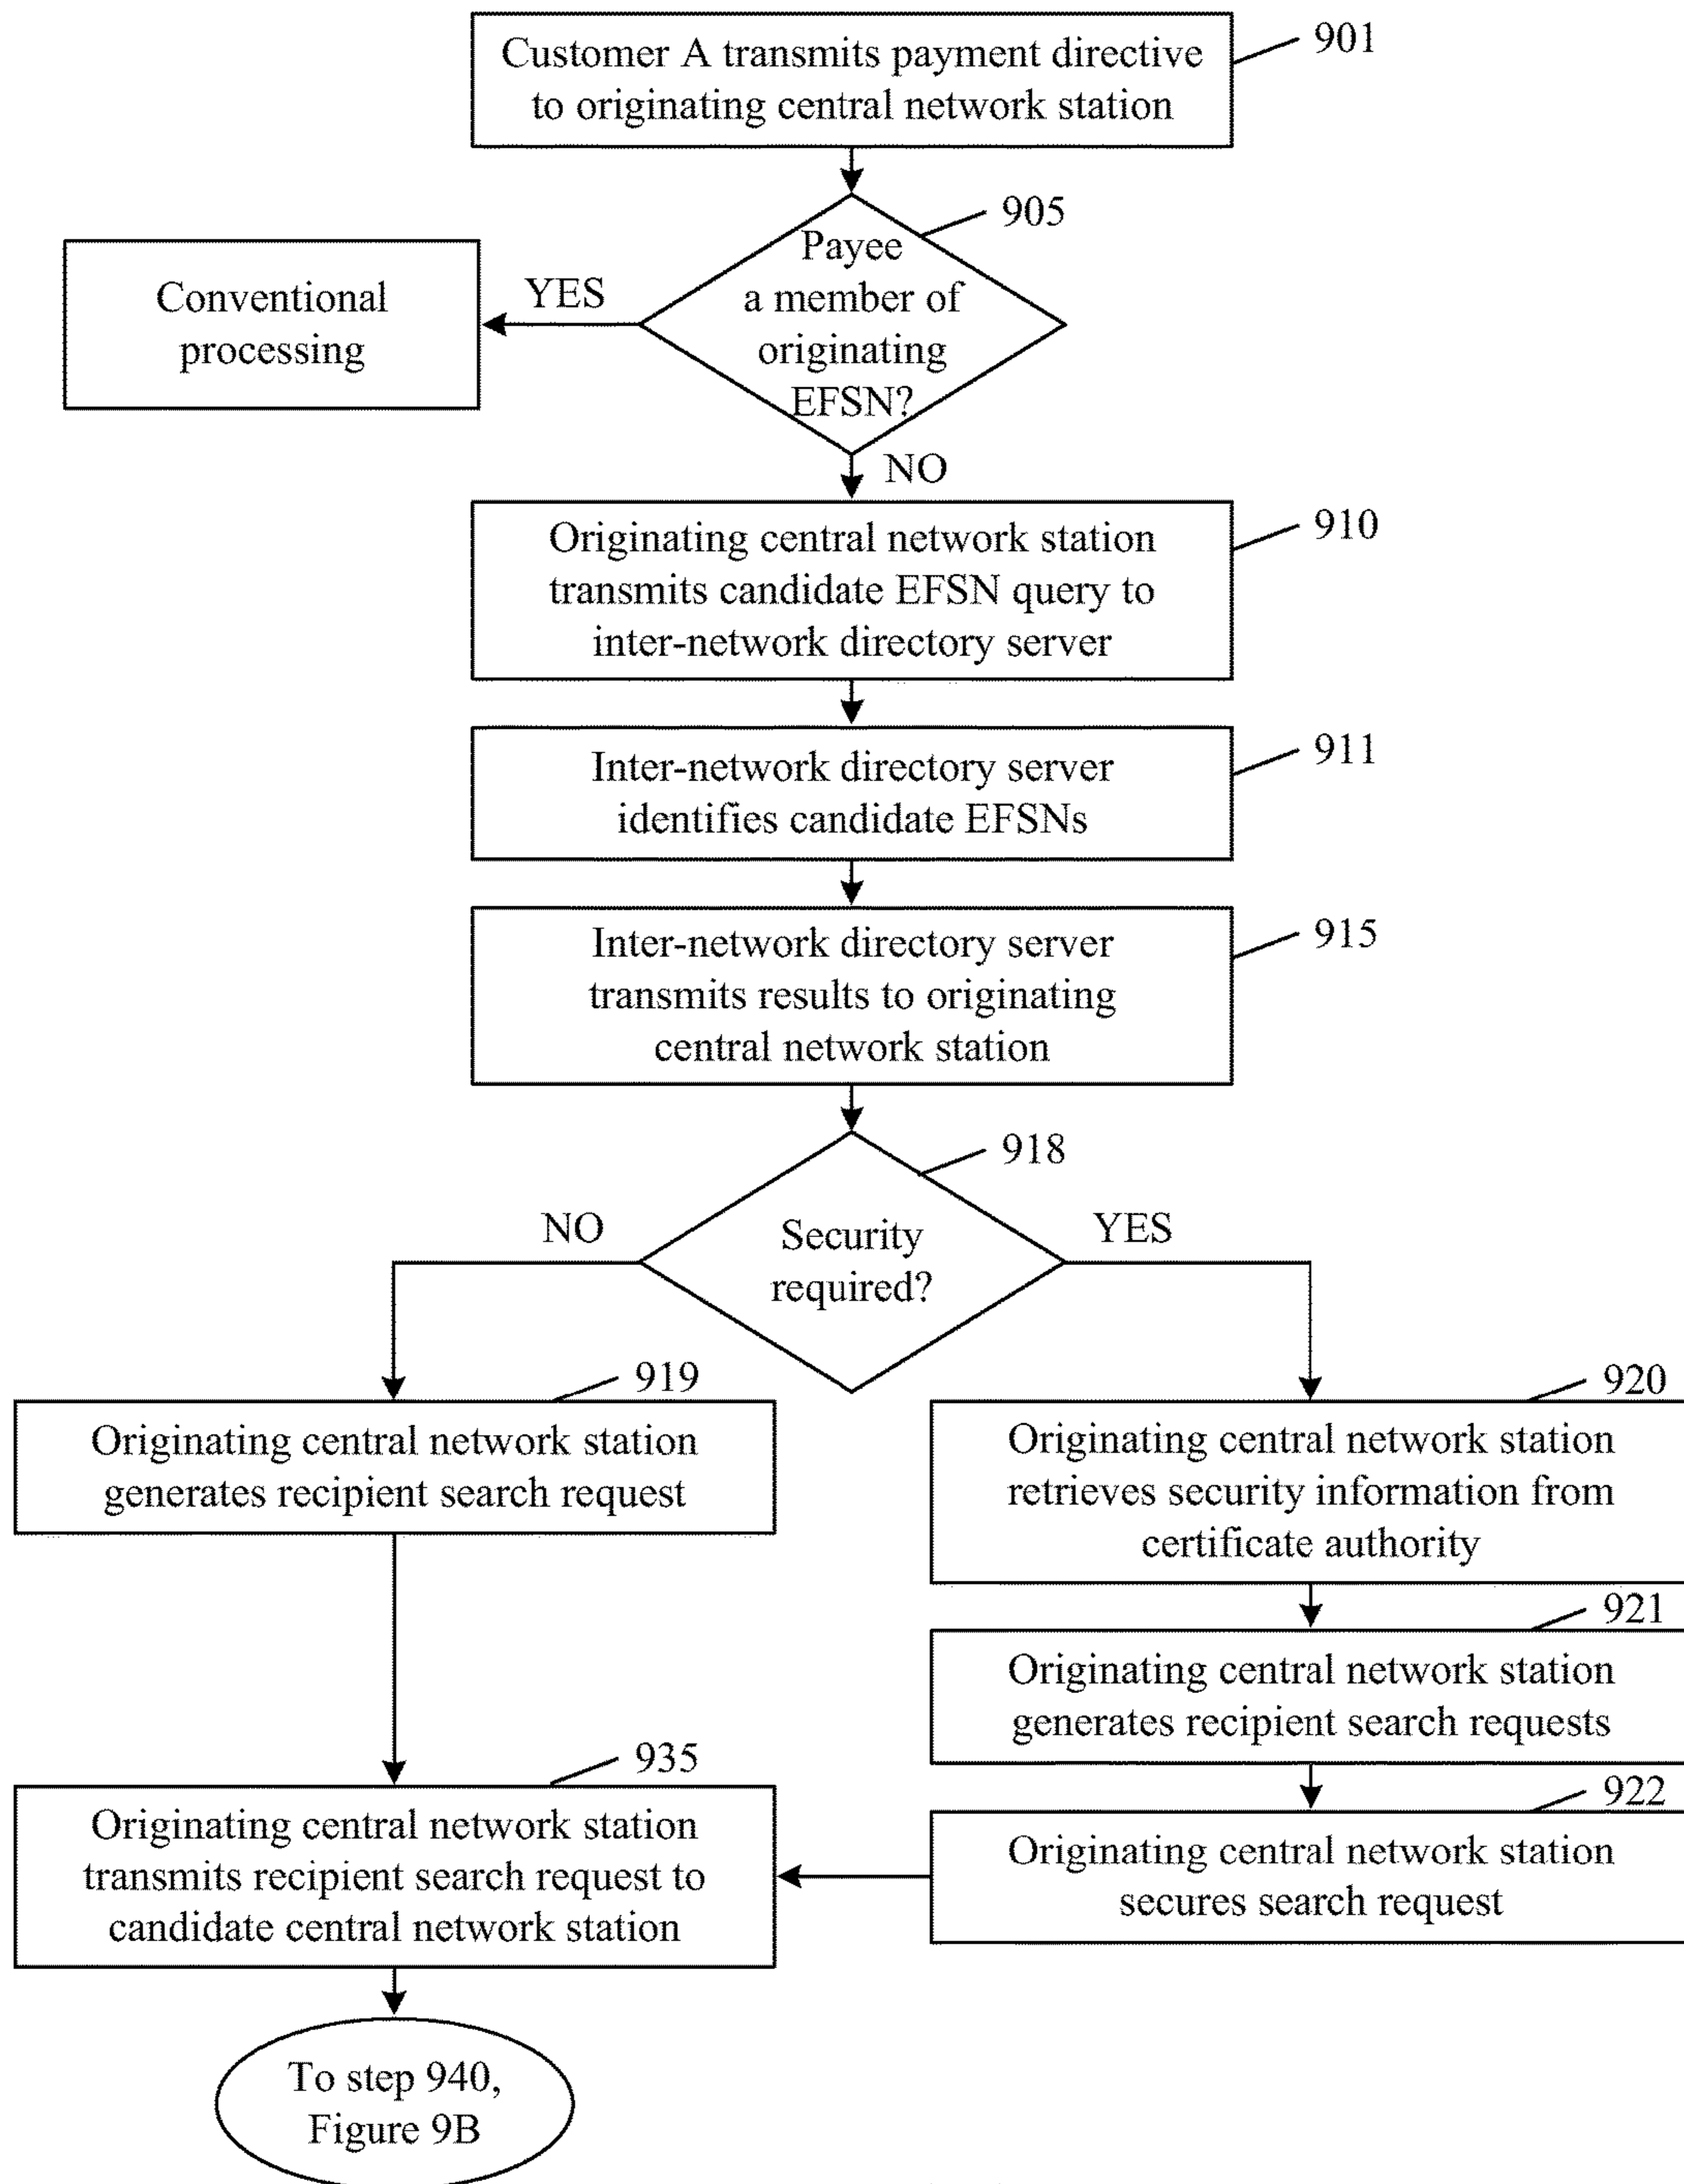 Customer A transmits payment directive
to originating central network station
901
905
Payee
a member of
originating
EFSN?
YES
Conventional
processing
NO
Originating central network station
transmits candidate EFSN query to
inter-network directory server
910
Inter-network directory server
identifies candidate EFSNs
911
Inter-network directory server
transmits results to originating
central network station
915
918
Security
required?
NO
YES
919
Originating central network station
generates recipient search request
920
Originating central network station
retrieves security information from
certificate authority
921
Originating central network station
generates recipient search requests
922
Originating central network station
secures search request
935
Originating central network station
transmits recipient search request to
candidate central network station
To step 940,
Figure 9B